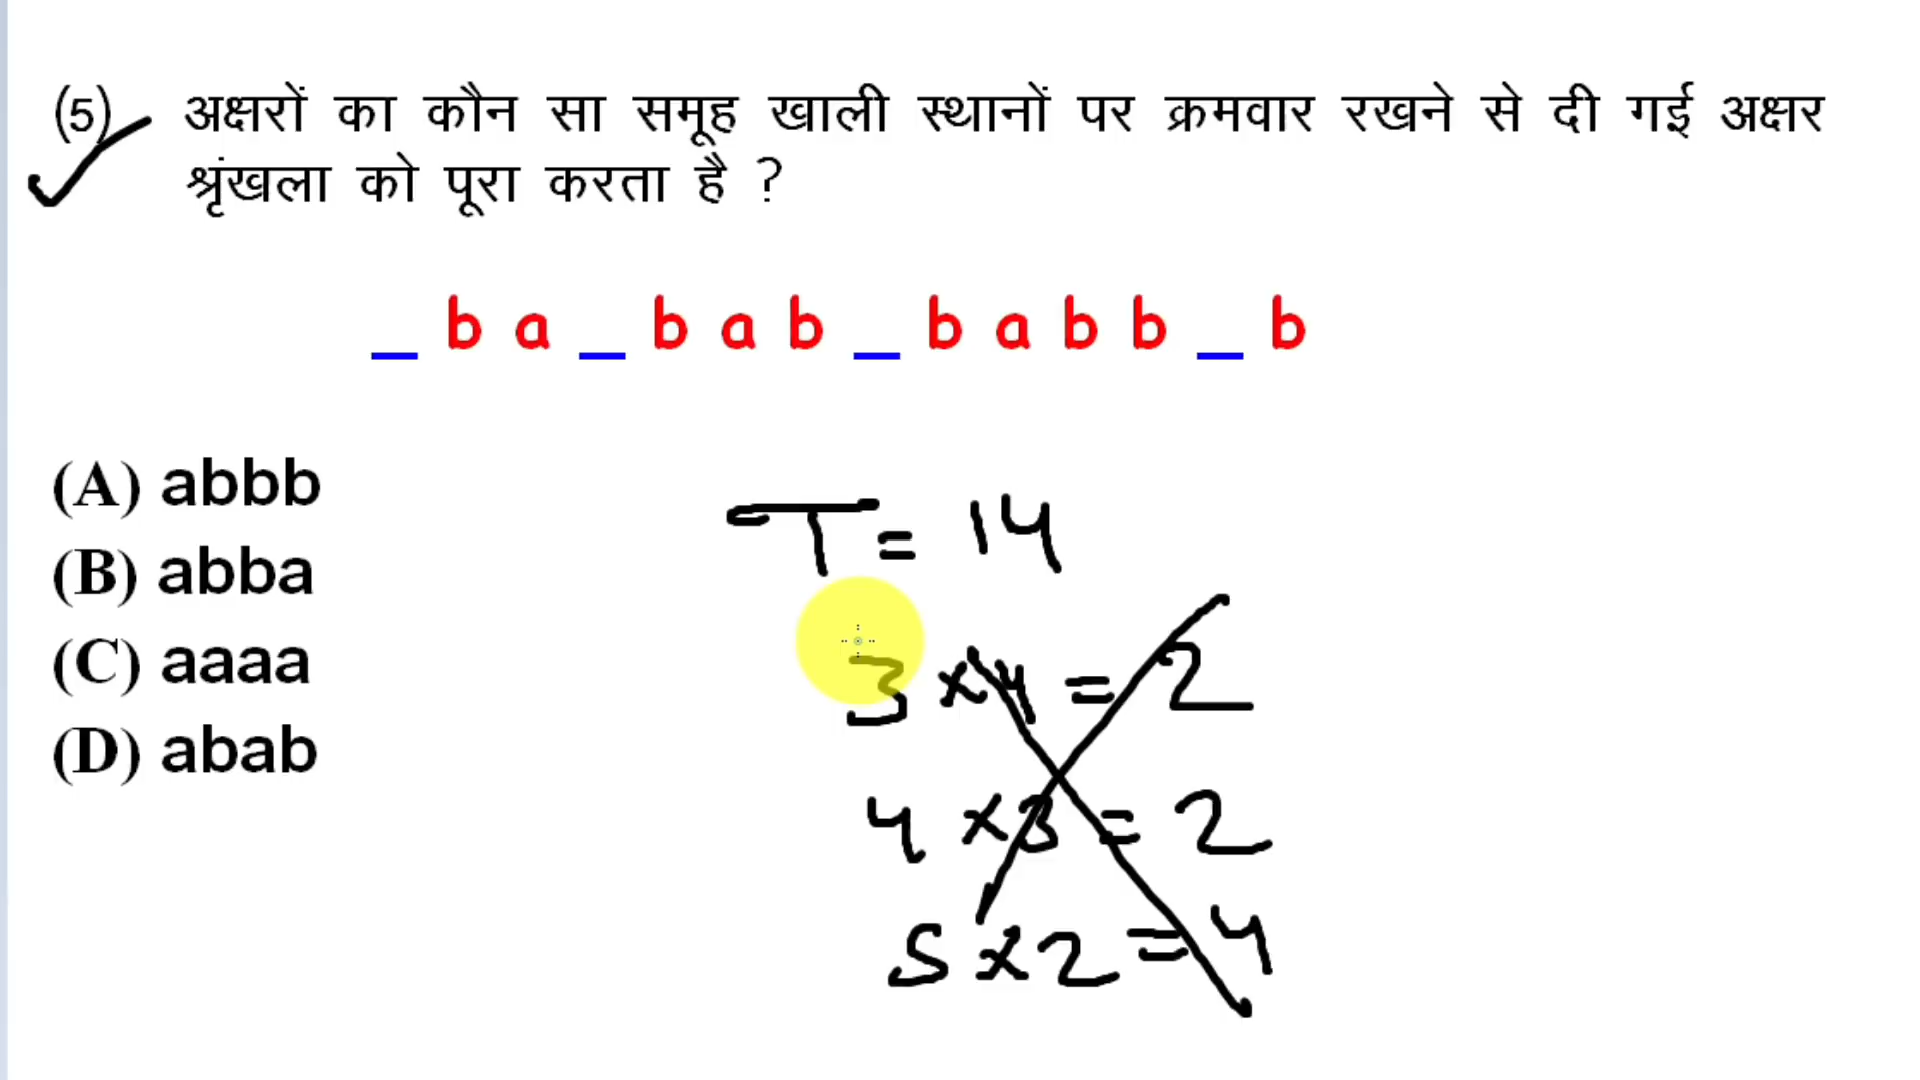 (5) अक्षरों का कौन सा समूह खाली स्थानों पर क्रमवार रखने से दी गई अक्षर
श्रृंखला को पूरा करता है ?
_ b a _ b a b _ b a b b _ b
(A) abbb
(B) abba
(C) aaaa
(D) abab
T = 14
3 x 4 = 2
4 x 3 = 2
5 x 2 = 4